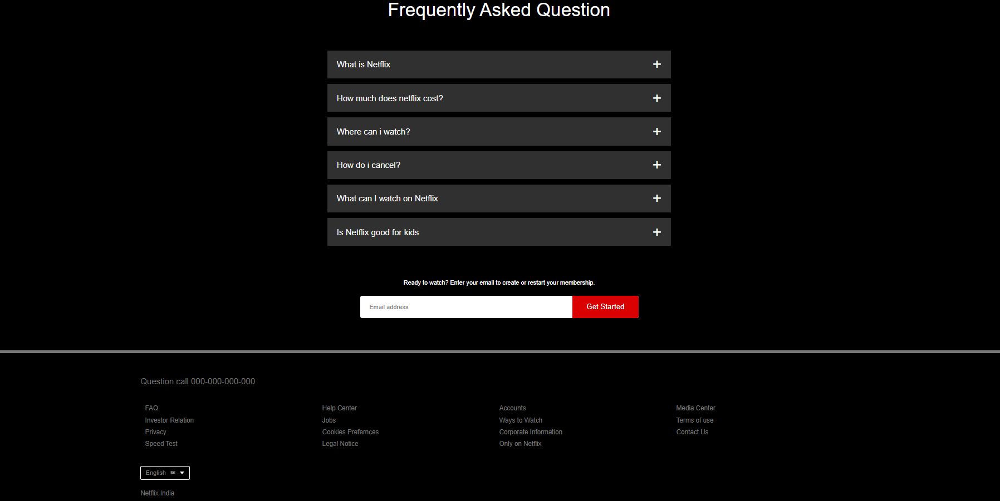 Frequently Asked Question
What is Netflix
How much does netflix cost?
Where can i watch?
How do i cancel?
What can I watch on Netflix
Is Netflix good for kids
Ready to watch? Enter your email to create or restart your membership.
Email address
Get Started
Question call 000-000-000-000
FAQ
Investor Relation
Privacy
Speed Test
Help Center
Jobs
Cookies Prefernces
Legal Notice
Accounts
Ways to Watch
Corporate Information
Only on Netflix
Media Center
Terms of use
Contact Us
English
Netflix India